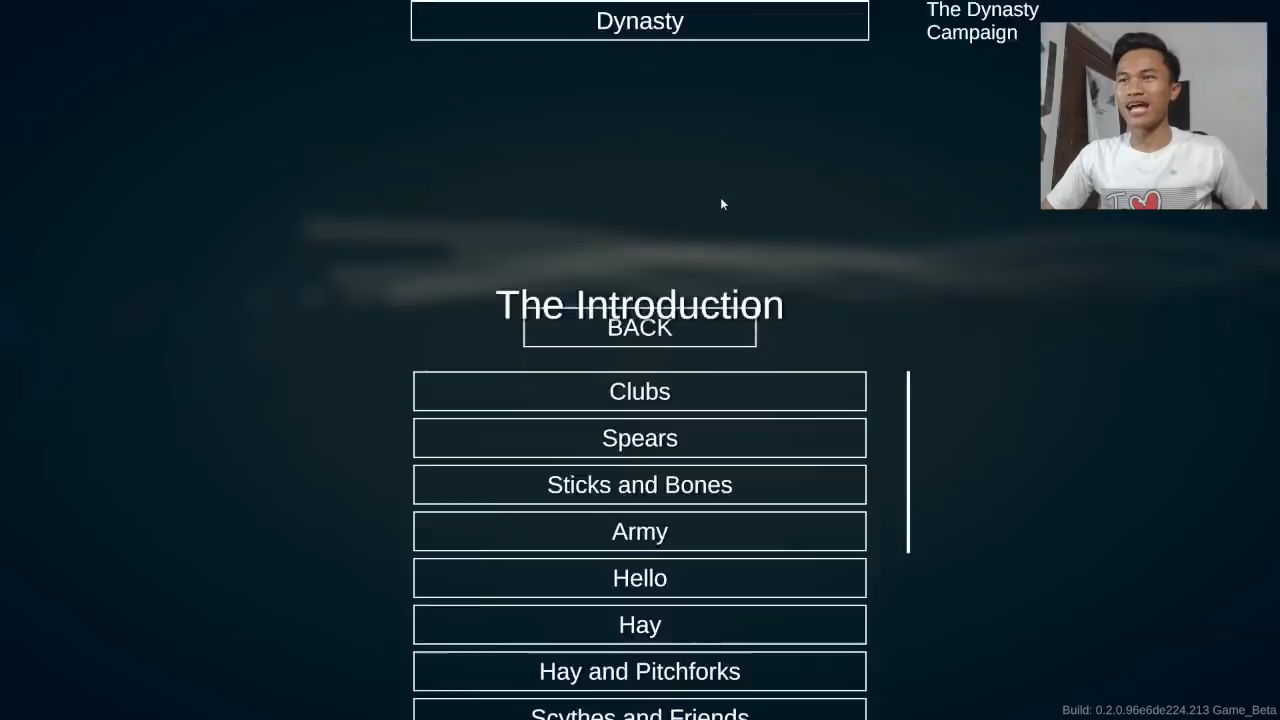 Dynasty
The Dynasty
Campaign
I
The Introduction
BACK
Clubs
Spears
Sticks and Bones
Army
Hello
Hay
Hay and Pitchforks
Scythes and Friends
Build: 0.2.0.96e6de224.213 Game_Beta